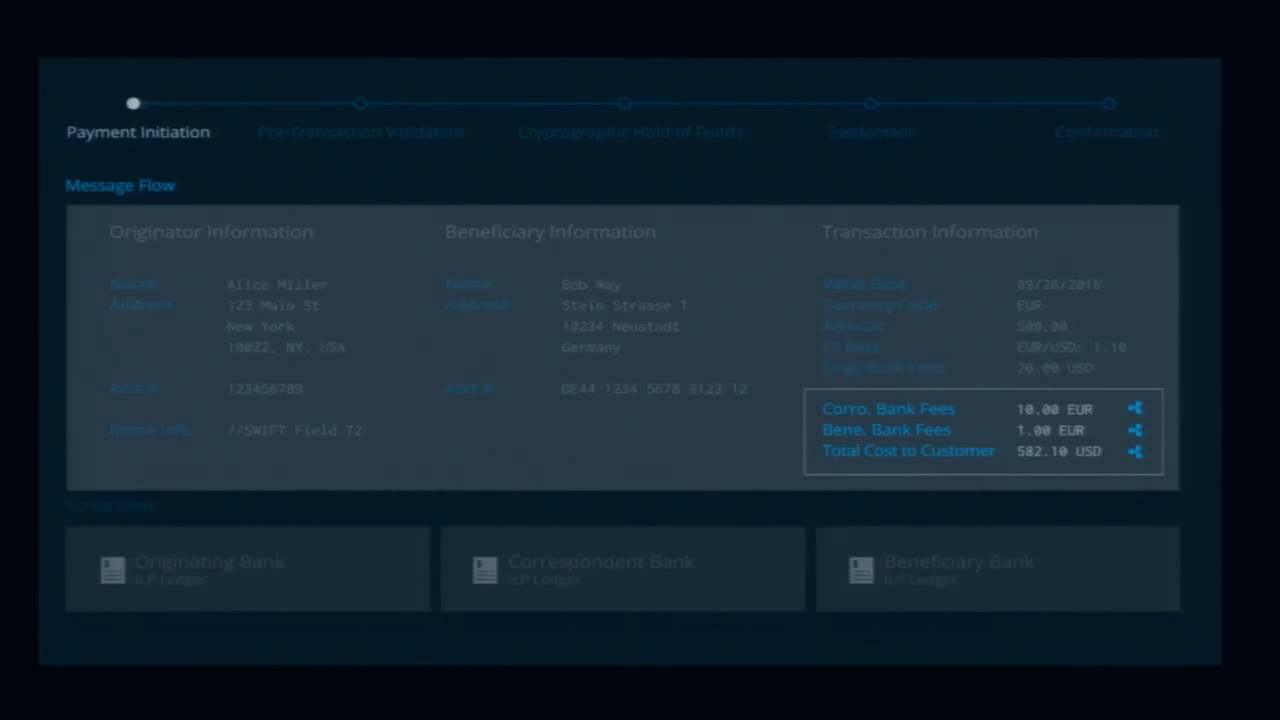 Payment Initiation
Pre-Transaction Validation
Cryptographic Hold of Funds
Settlement
Confirmation
Message Flow
Originator Information
Name Alice Miller
Address 123 Main St.
New York
10022, NY, USA
Acct # 123456789
//SWIFT Field 72
Beneficiary Information
Name Bob Way
Address Stein Strasse 1
19234 Neustadt
Germany
Acct # DE44 1234 5678 9123 12
Transaction Information
Value Date 09/28/2016
Currency Code EUR
Amount 500.00
FX Rate EUR/USD: 1.10
Orig. Bank Fees 20.00 USD
Corro. Bank Fees 10.00 EUR
Bene. Bank Fees 1.00 EUR
Total Cost to Customer 582.10 USD
Funds Flow
Originating Bank
ILP Ledger
Correspondent Bank
ILP Ledger
Beneficiary Bank
ILP Ledger